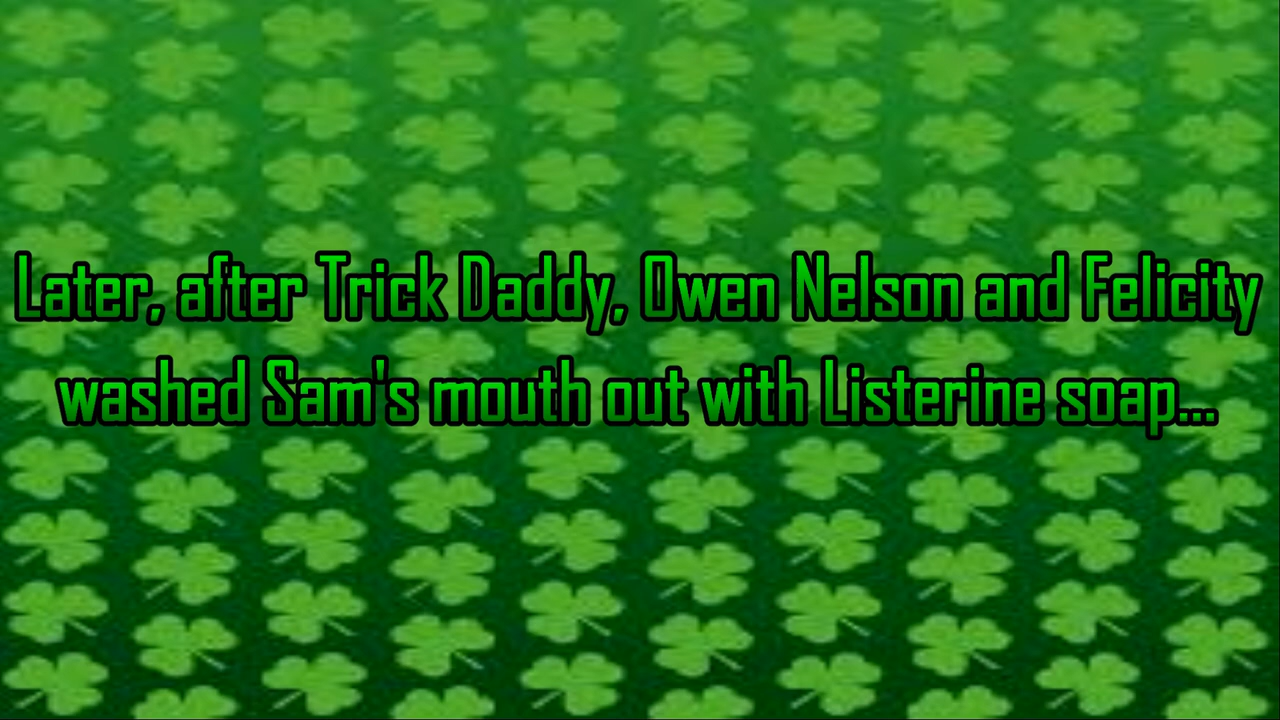 Later, after Trick Daddy, Owen Nelson and Felicity
washed Sam's mouth out with Listerine soap...